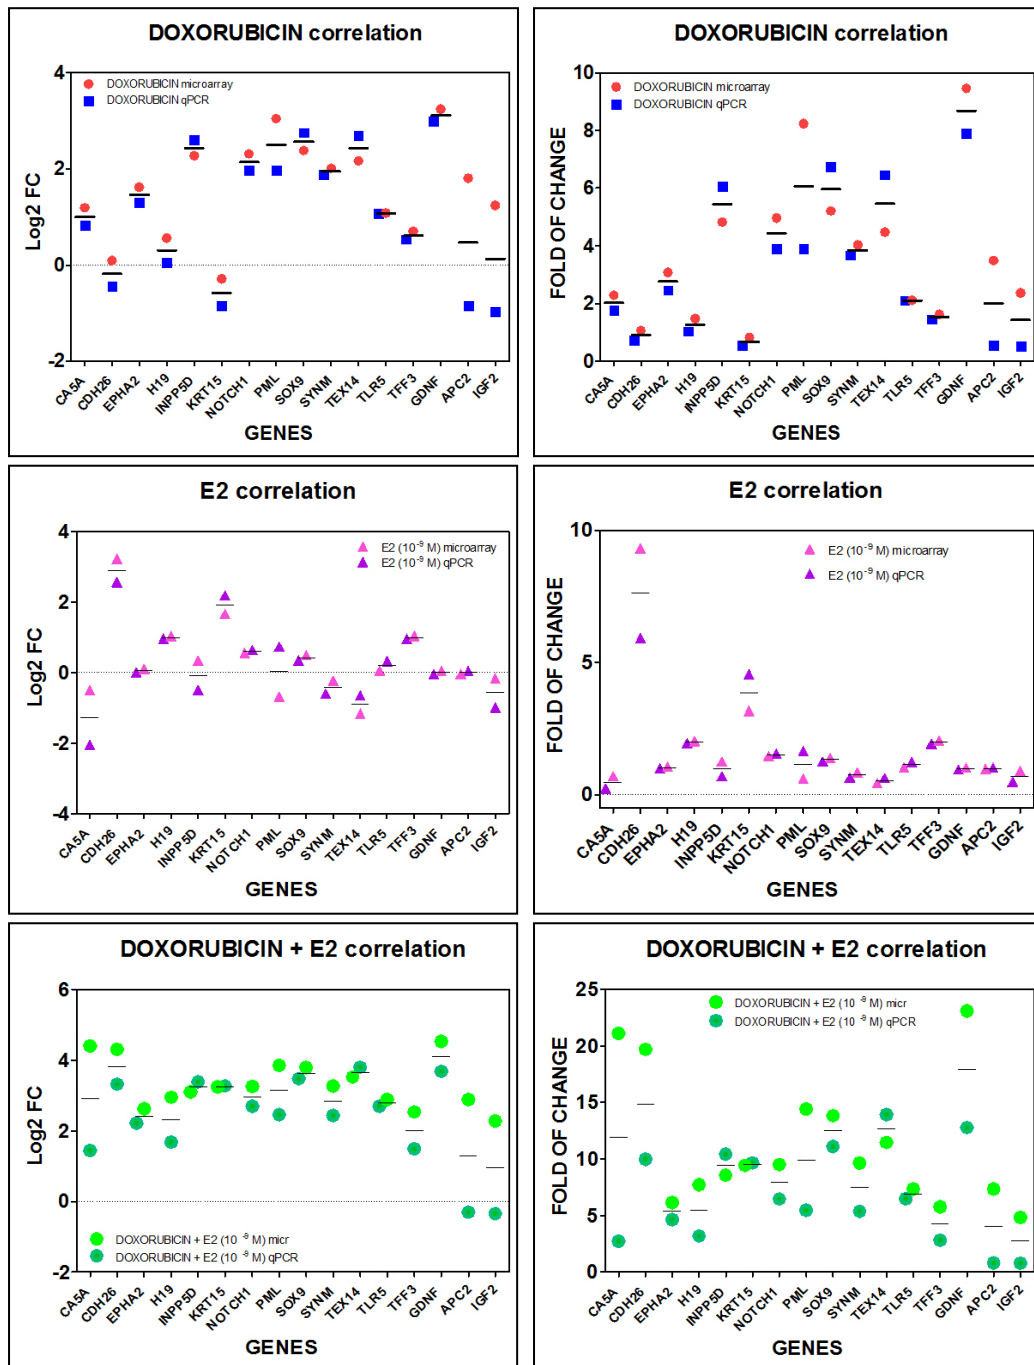 DOXORUBICIN correlation
DOXORUBICIN microarray
DOXORUBICIN qPCR
Log2 FC
4
2
0
-2
CA5A
CDH26
EPHA2
H19
INPP5D
KRT15
NOTCH1
PML
SOX9
SYNM
TEX14
TLR5
TFF3
GDNF
APC2
IGF2
GENES
DOXORUBICIN correlation
DOXORUBICIN microarray
DOXORUBICIN qPCR
FOLD OF CHANGE
10
8
6
4
2
0
CA5A
CDH26
EPHA2
H19
INPP5D
KRT15
NOTCH1
PML
SOX9
SYNM
TEX14
TLR5
TFF3
GDNF
APC2
IGF2
GENES
E2 correlation
E2 (10⁻⁹ M) microarray
E2 (10⁻⁹ M) qPCR
Log2 FC
4
2
0
-2
-4
CA5A
CDH26
EPHA2
H19
INPP5D
KRT15
NOTCH1
PML
SOX9
SYNM
TEX14
TLR5
TFF3
GDNF
APC2
IGF2
GENES
E2 correlation
E2 (10⁻⁹ M) microarray
E2 (10⁻⁹ M) qPCR
FOLD OF CHANGE
10
5
0
CA5A
CDH26
EPHA2
H19
INPP5D
KRT15
NOTCH1
PML
SOX9
SYNM
TEX14
TLR5
TFF3
GDNF
APC2
IGF2
GENES
DOXORUBICIN + E2 correlation
Log2 FC
6
4
2
0
-2
DOXORUBICIN + E2 (10 ⁻⁹ M) micr
DOXORUBICIN + E2 (10 ⁻⁹ M) qPCR
CA5A
CDH26
EPHA2
H19
INPP5D
KRT15
NOTCH1
PML
SOX9
SYNM
TEX14
TLR5
TFF3
GDNF
APC2
IGF2
GENES
DOXORUBICIN + E2 correlation
DOXORUBICIN + E2 (10 ⁻⁹ M) micr
DOXORUBICIN + E2 (10 ⁻⁹ M) qPCR
FOLD OF CHANGE
25
20
15
10
5
0
CA5A
CDH26
EPHA2
H19
INPP5D
KRT15
NOTCH1
PML
SOX9
SYNM
TEX14
TLR5
TFF3
GDNF
APC2
IGF2
GENES